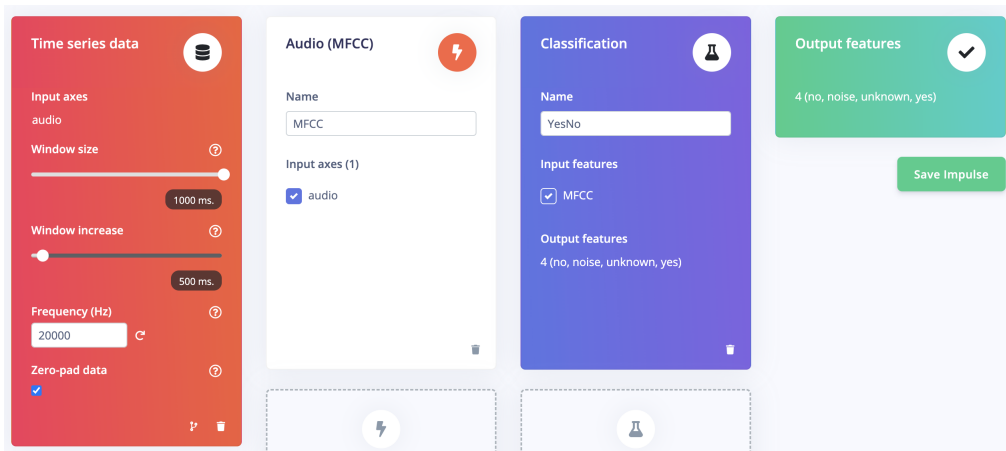 Time series data
Input axes
audio
Window size
1000 ms.
Window increase
500 ms.
Frequency (Hz)
20000
Zero-pad data
Audio (MFCC)
Name
MFCC
Input axes (1)
audio
Classification
Name
YesNo
Input features
MFCC
Output features
4 (no, noise, unknown, yes)
Output features
4 (no, noise, unknown, yes)
Save Impulse